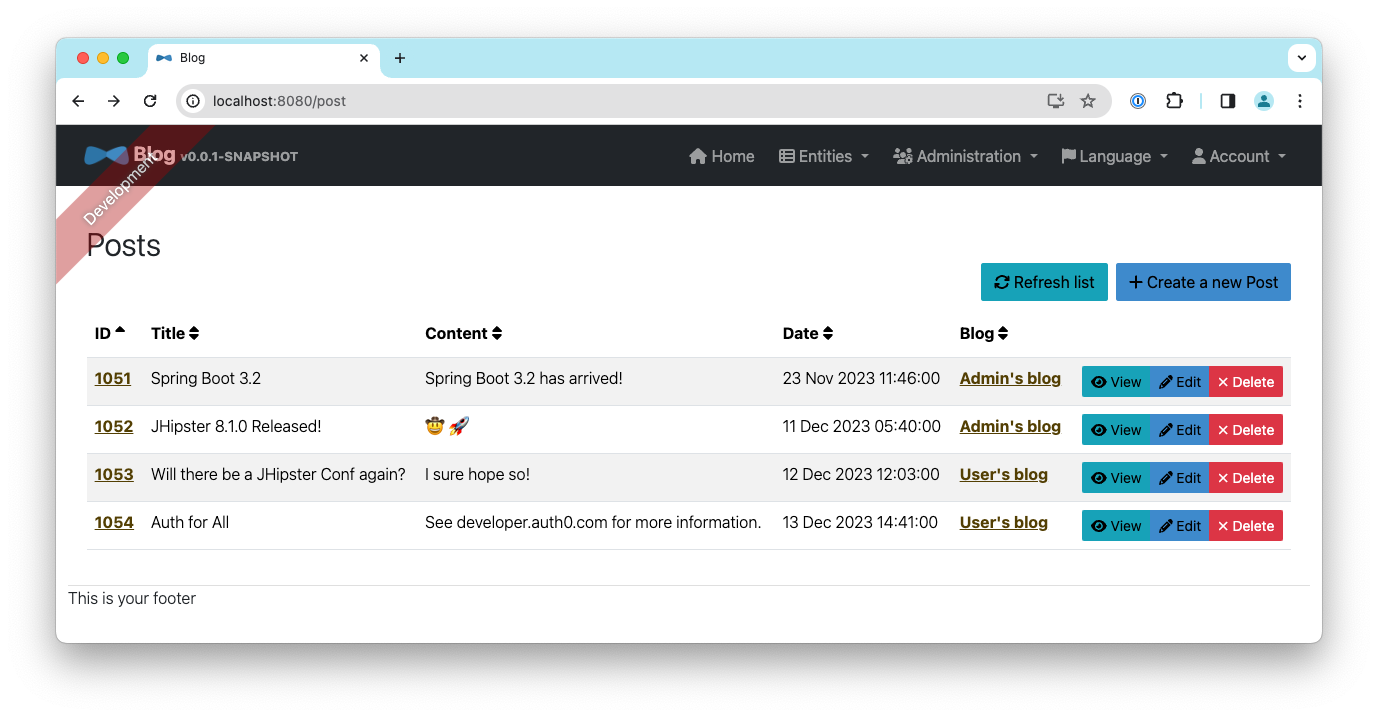 Blog
localhost:8080/post
Blog v0.0.1-SNAPSHOT Home Entities Administration Language Account
Development
Posts
Refresh list Create a new Post
ID Title Content Date Blog
1051 Spring Boot 3.2 Spring Boot 3.2 has arrived! 23 Nov 2023 11:46:00 Admin's blog View Edit Delete
1052 JHipster 8.1.0 Released! 🤠 🚀 11 Dec 2023 05:40:00 Admin's blog View Edit Delete
1053 Will there be a JHipster Conf again? I sure hope so! 12 Dec 2023 12:03:00 User's blog View Edit Delete
1054 Auth for All See developer.auth0.com for more information. 13 Dec 2023 14:41:00 User's blog View Edit Delete
This is your footer